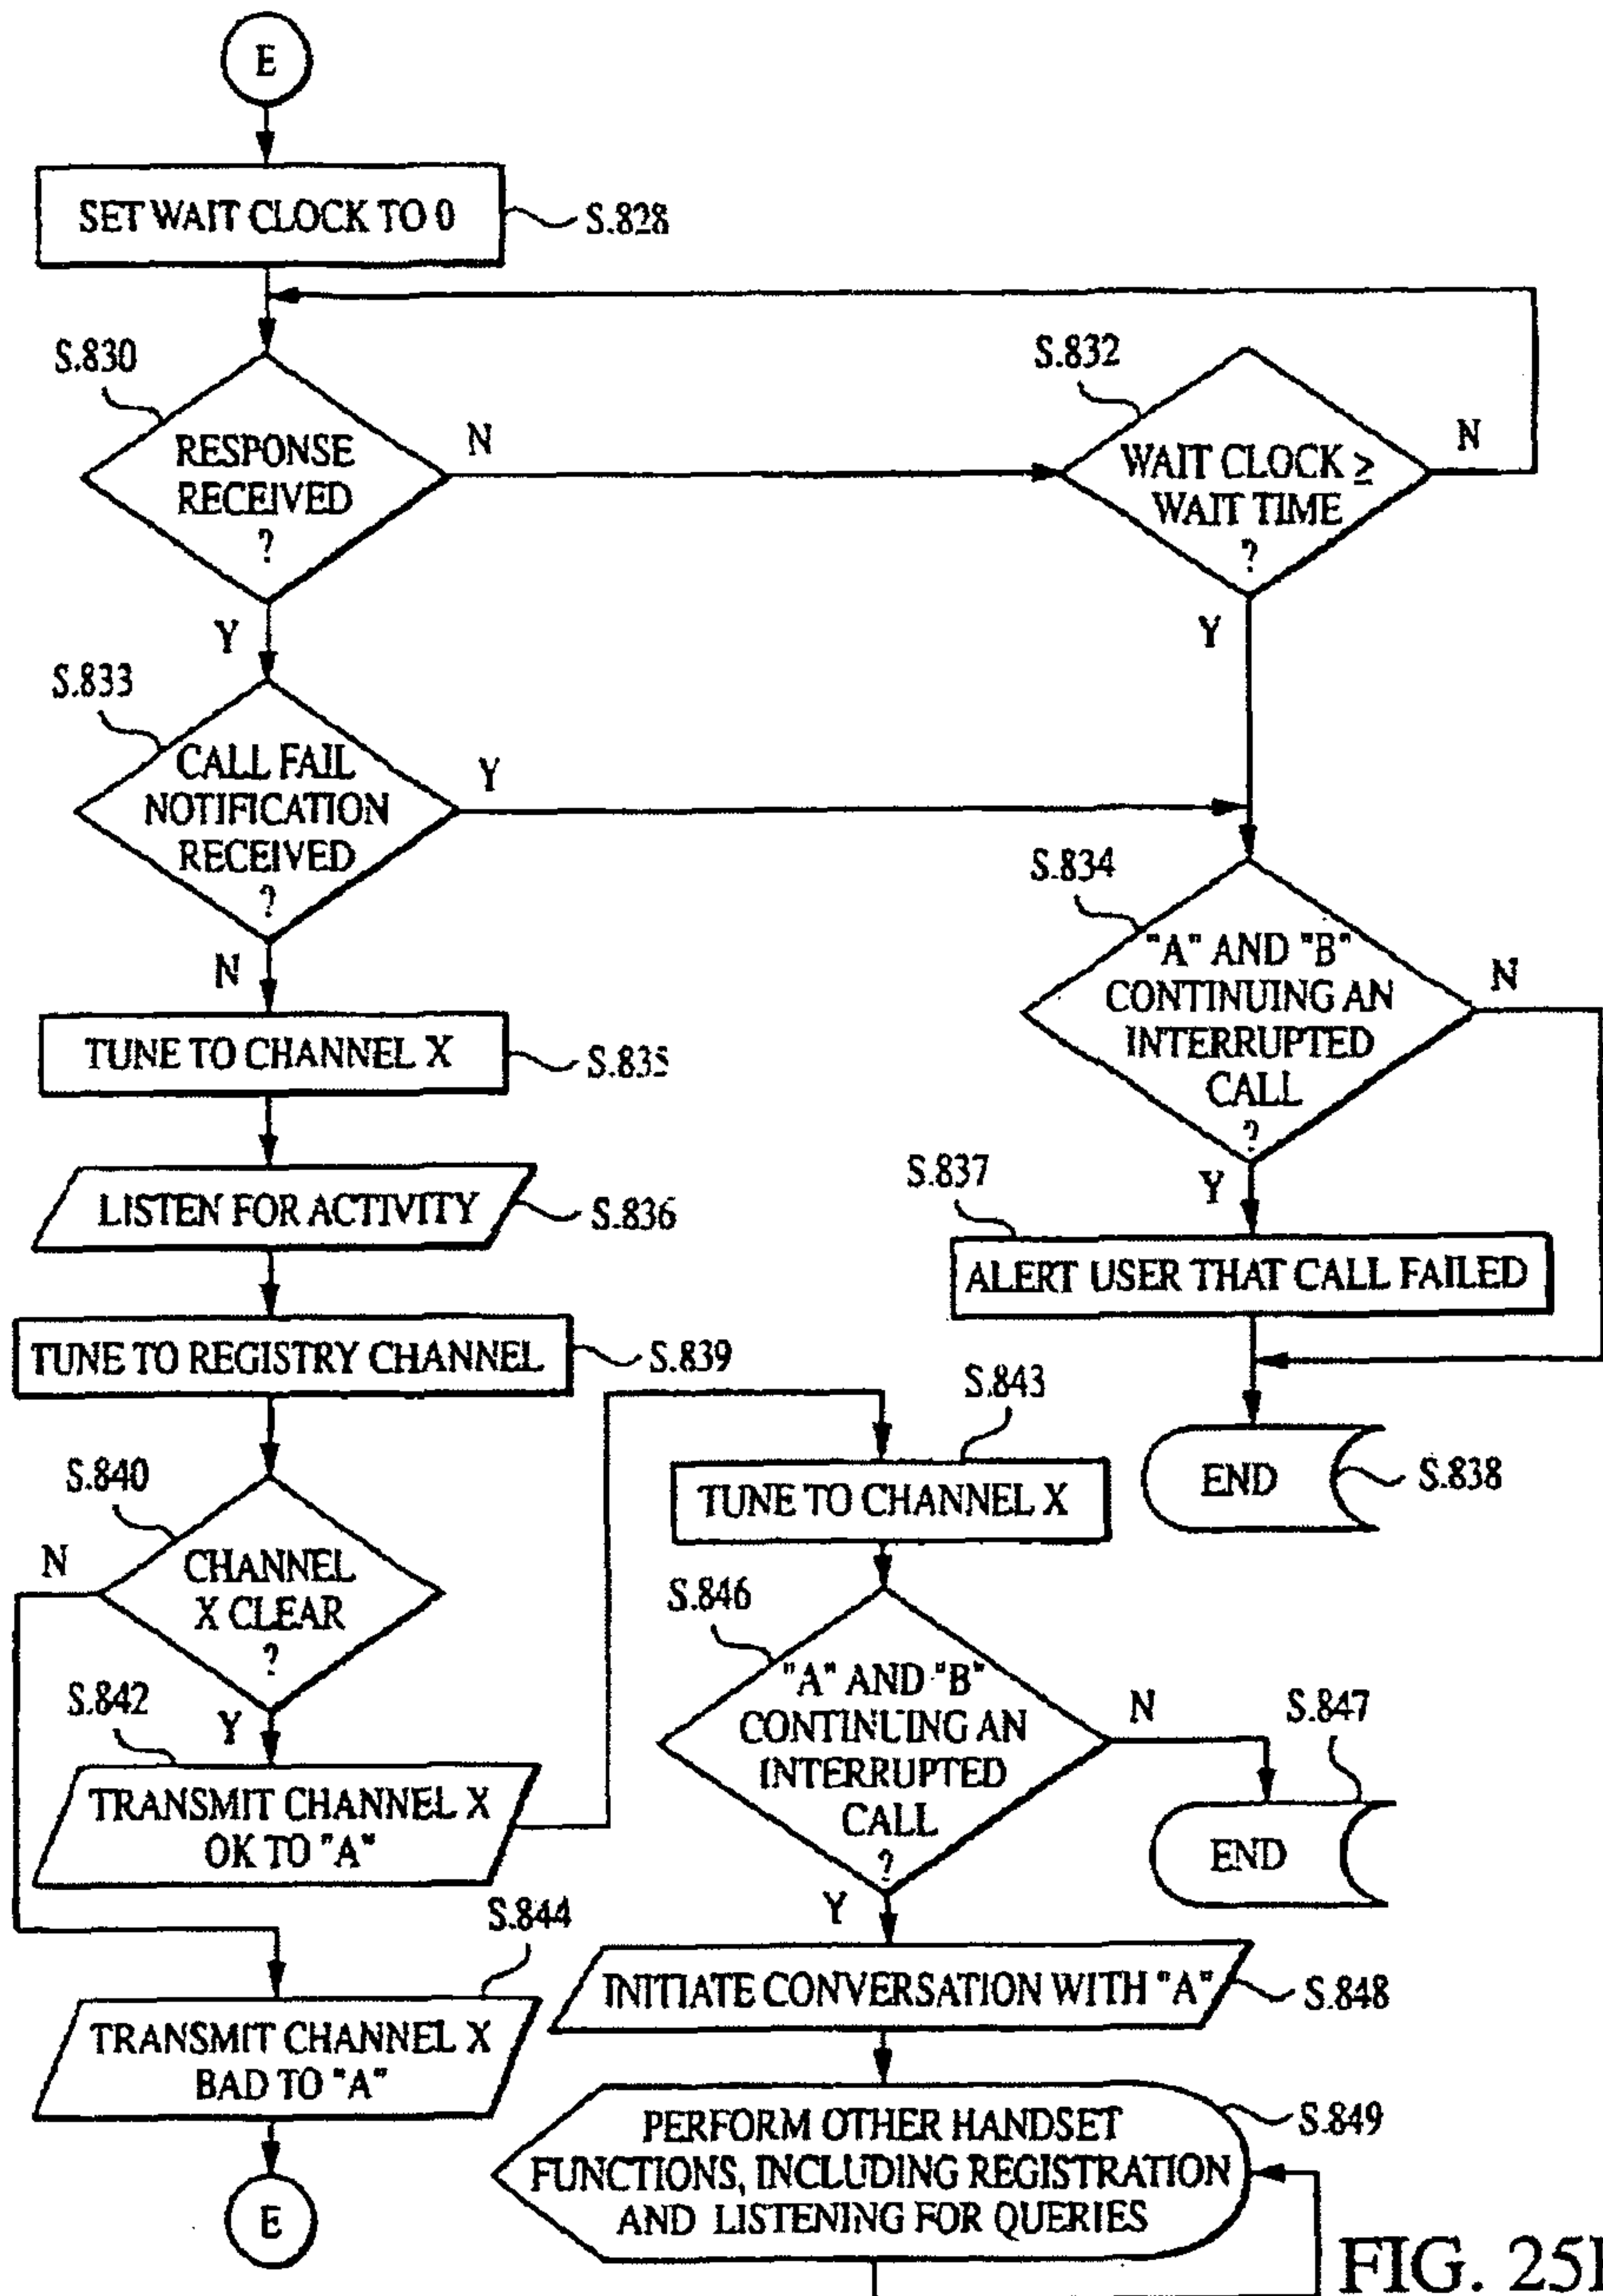 E
SET WAIT CLOCK TO 0
S.828
S.830
RESPONSE
RECEIVED
?
N
Y
S.832
WAIT CLOCK ≥
WAIT TIME
?
N
Y
S.833
CALL FAIL
NOTIFICATION
RECEIVED
?
Y
N
S.834
"A" AND "B"
CONTINUING AN
INTERRUPTED
CALL
?
N
Y
TUNE TO CHANNEL X
S.835
LISTEN FOR ACTIVITY
S.836
S.837
ALERT USER THAT CALL FAILED
TUNE TO REGISTRY CHANNEL
S.839
END
S.838
S.840
CHANNEL
X CLEAR
?
N
Y
S.843
TUNE TO CHANNEL X
S.842
TRANSMIT CHANNEL X
OK TO "A"
S.846
"A" AND "B"
CONTINUING AN
INTERRUPTED
CALL
?
N
Y
S.847
END
S.844
TRANSMIT CHANNEL X
BAD TO "A"
E
INITIATE CONVERSATION WITH "A"
S.848
PERFORM OTHER HANDSET
FUNCTIONS, INCLUDING REGISTRATION
AND LISTENING FOR QUERIES
S.849
FIG.